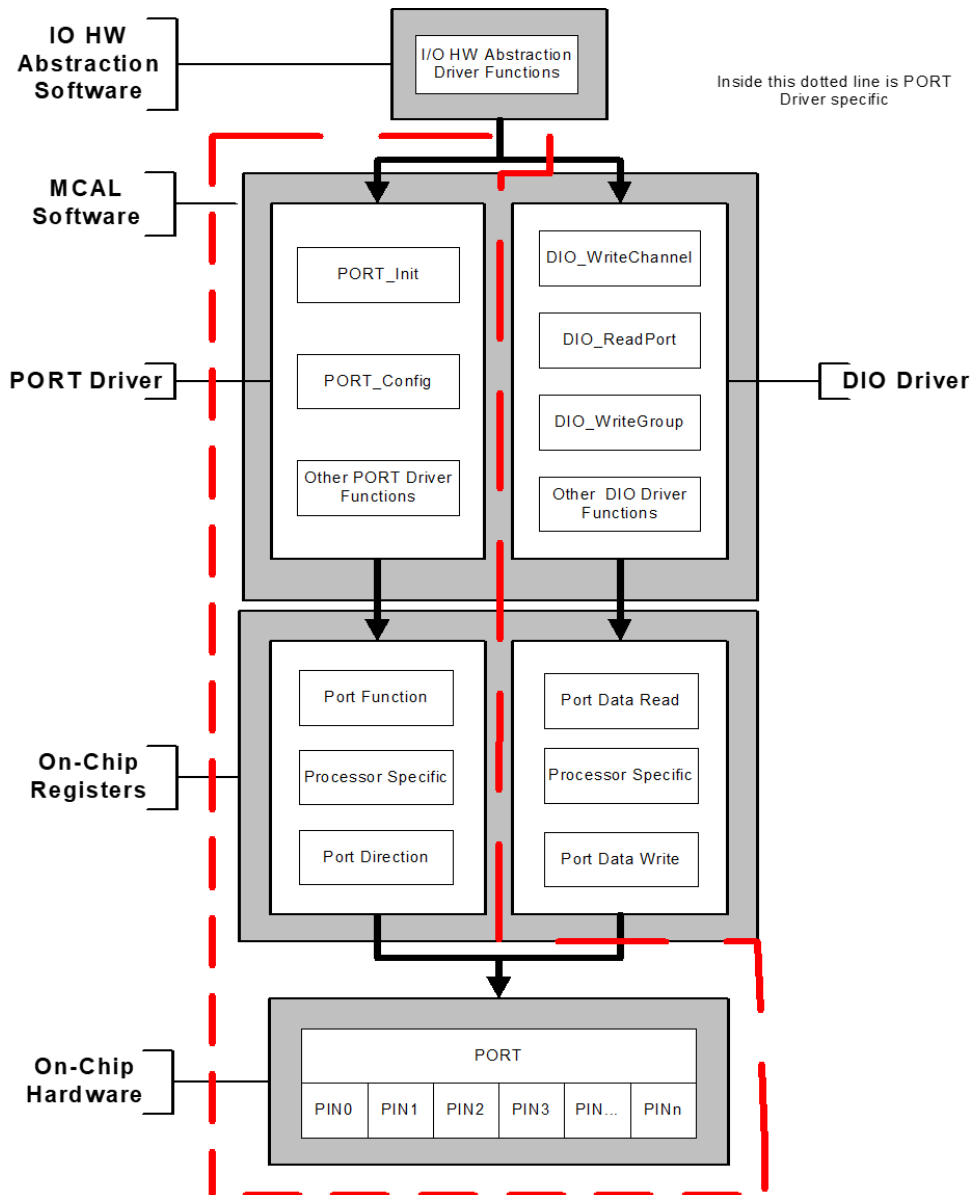 IO HW
Abstraction
Software
I/O HW Abstraction
Driver Functions
Inside this dotted line is PORT
Driver specific
MCAL
Software
PORT_Init
PORT_Config
Other PORT Driver
Functions
DIO_WriteChannel
DIO_ReadPort
DIO_WriteGroup
Other DIO Driver
Functions
PORT Driver
DIO Driver
On-Chip
Registers
Port Function
Processor Specific
Port Direction
Port Data Read
Processor Specific
Port Data Write
On-Chip
Hardware
PORT
PIN0 PIN1 PIN2 PIN3 PIN... PINn